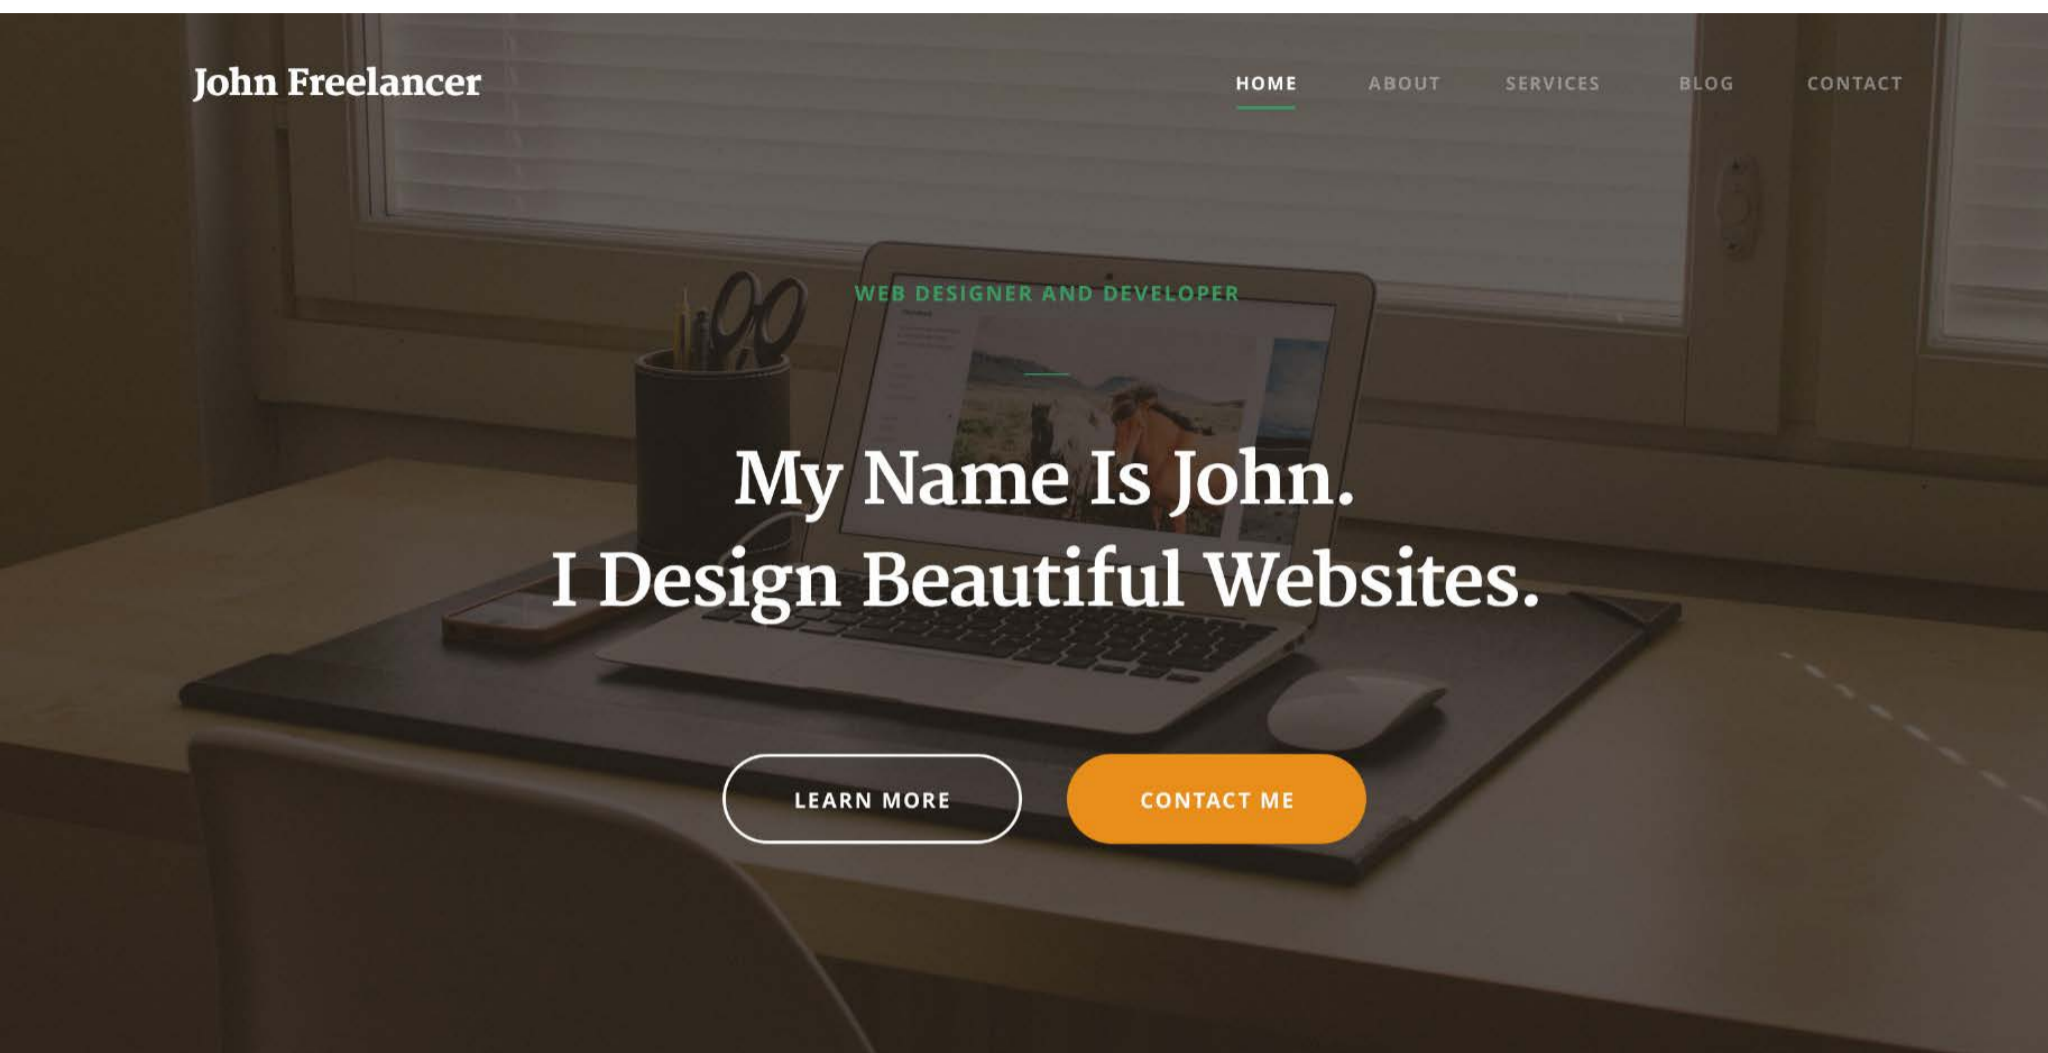 John Freelancer
HOME ABOUT SERVICES BLOG CONTACT
WEB DESIGNER AND DEVELOPER
My Name Is John.
I Design Beautiful Websites.
LEARN MORE CONTACT ME